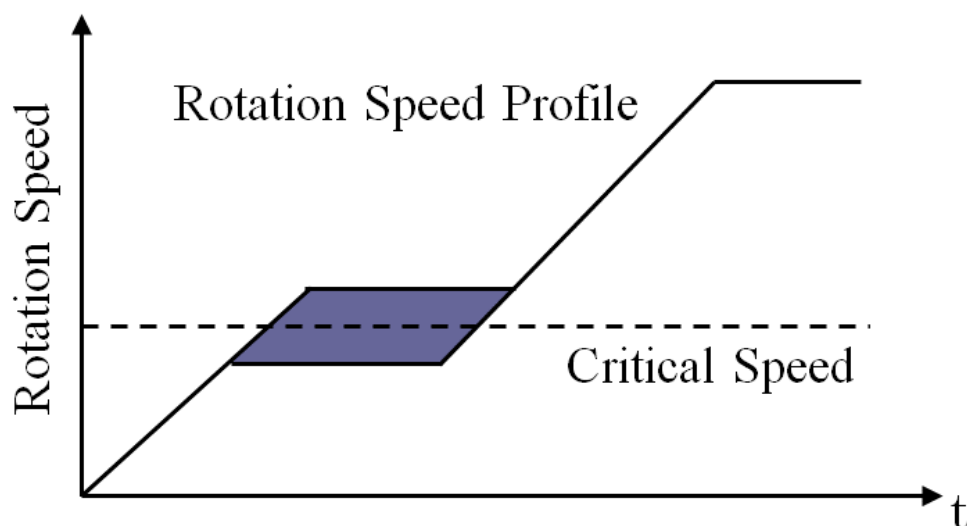 Rotation Speed Profile
Rotation Speed
Critical Speed
t